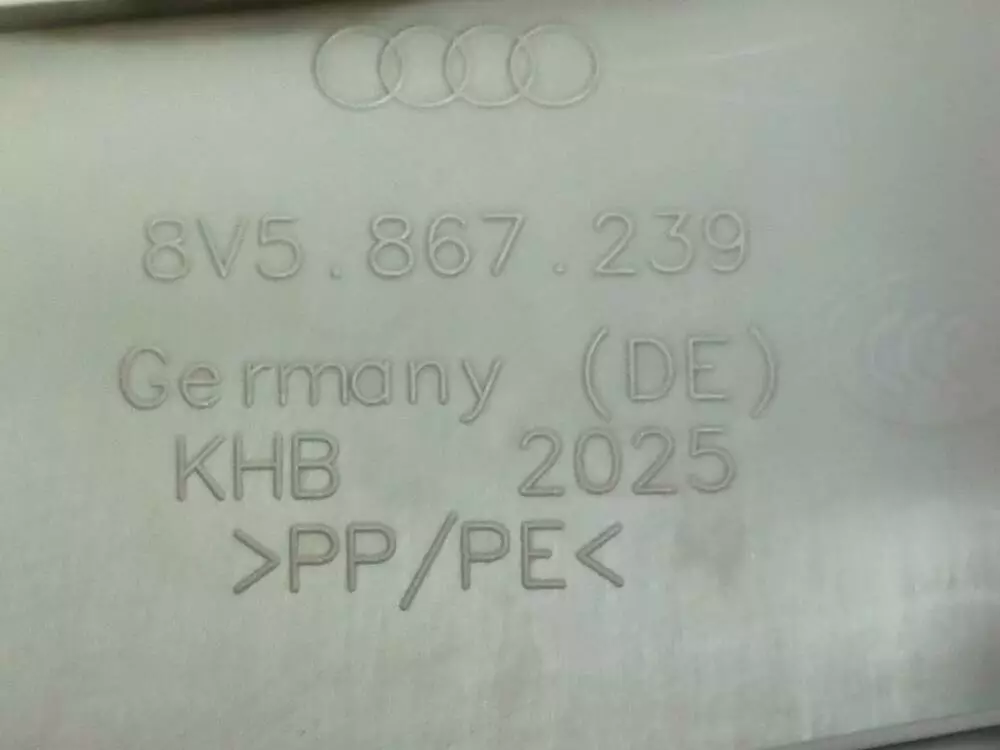 8V5.867.239
Germany (DE)
KHB 2025
>PP/PE<